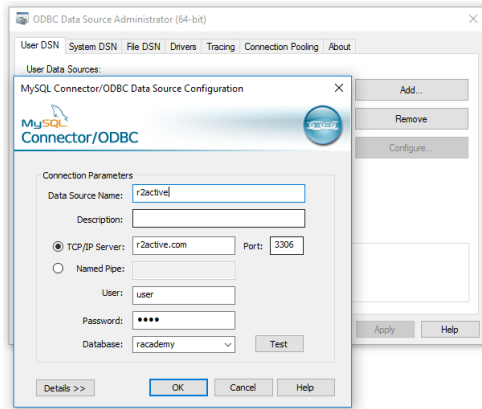 ODBC Data Source Administrator (64-bit)
User DSN System DSN File DSN Drivers Tracing Connection Pooling About
User Data Sources:
Add...
Remove
Configure...
Apply Help
MySQL Connector/ODBC Data Source Configuration
MySQL
Connector/ODBC
Connection Parameters
Data Source Name: r2active
Description:
TCP/IP Server: r2active.com Port: 3306
Named Pipe:
User: user
Password: ••••
Database: racademy Test
Details >> OK Cancel Help